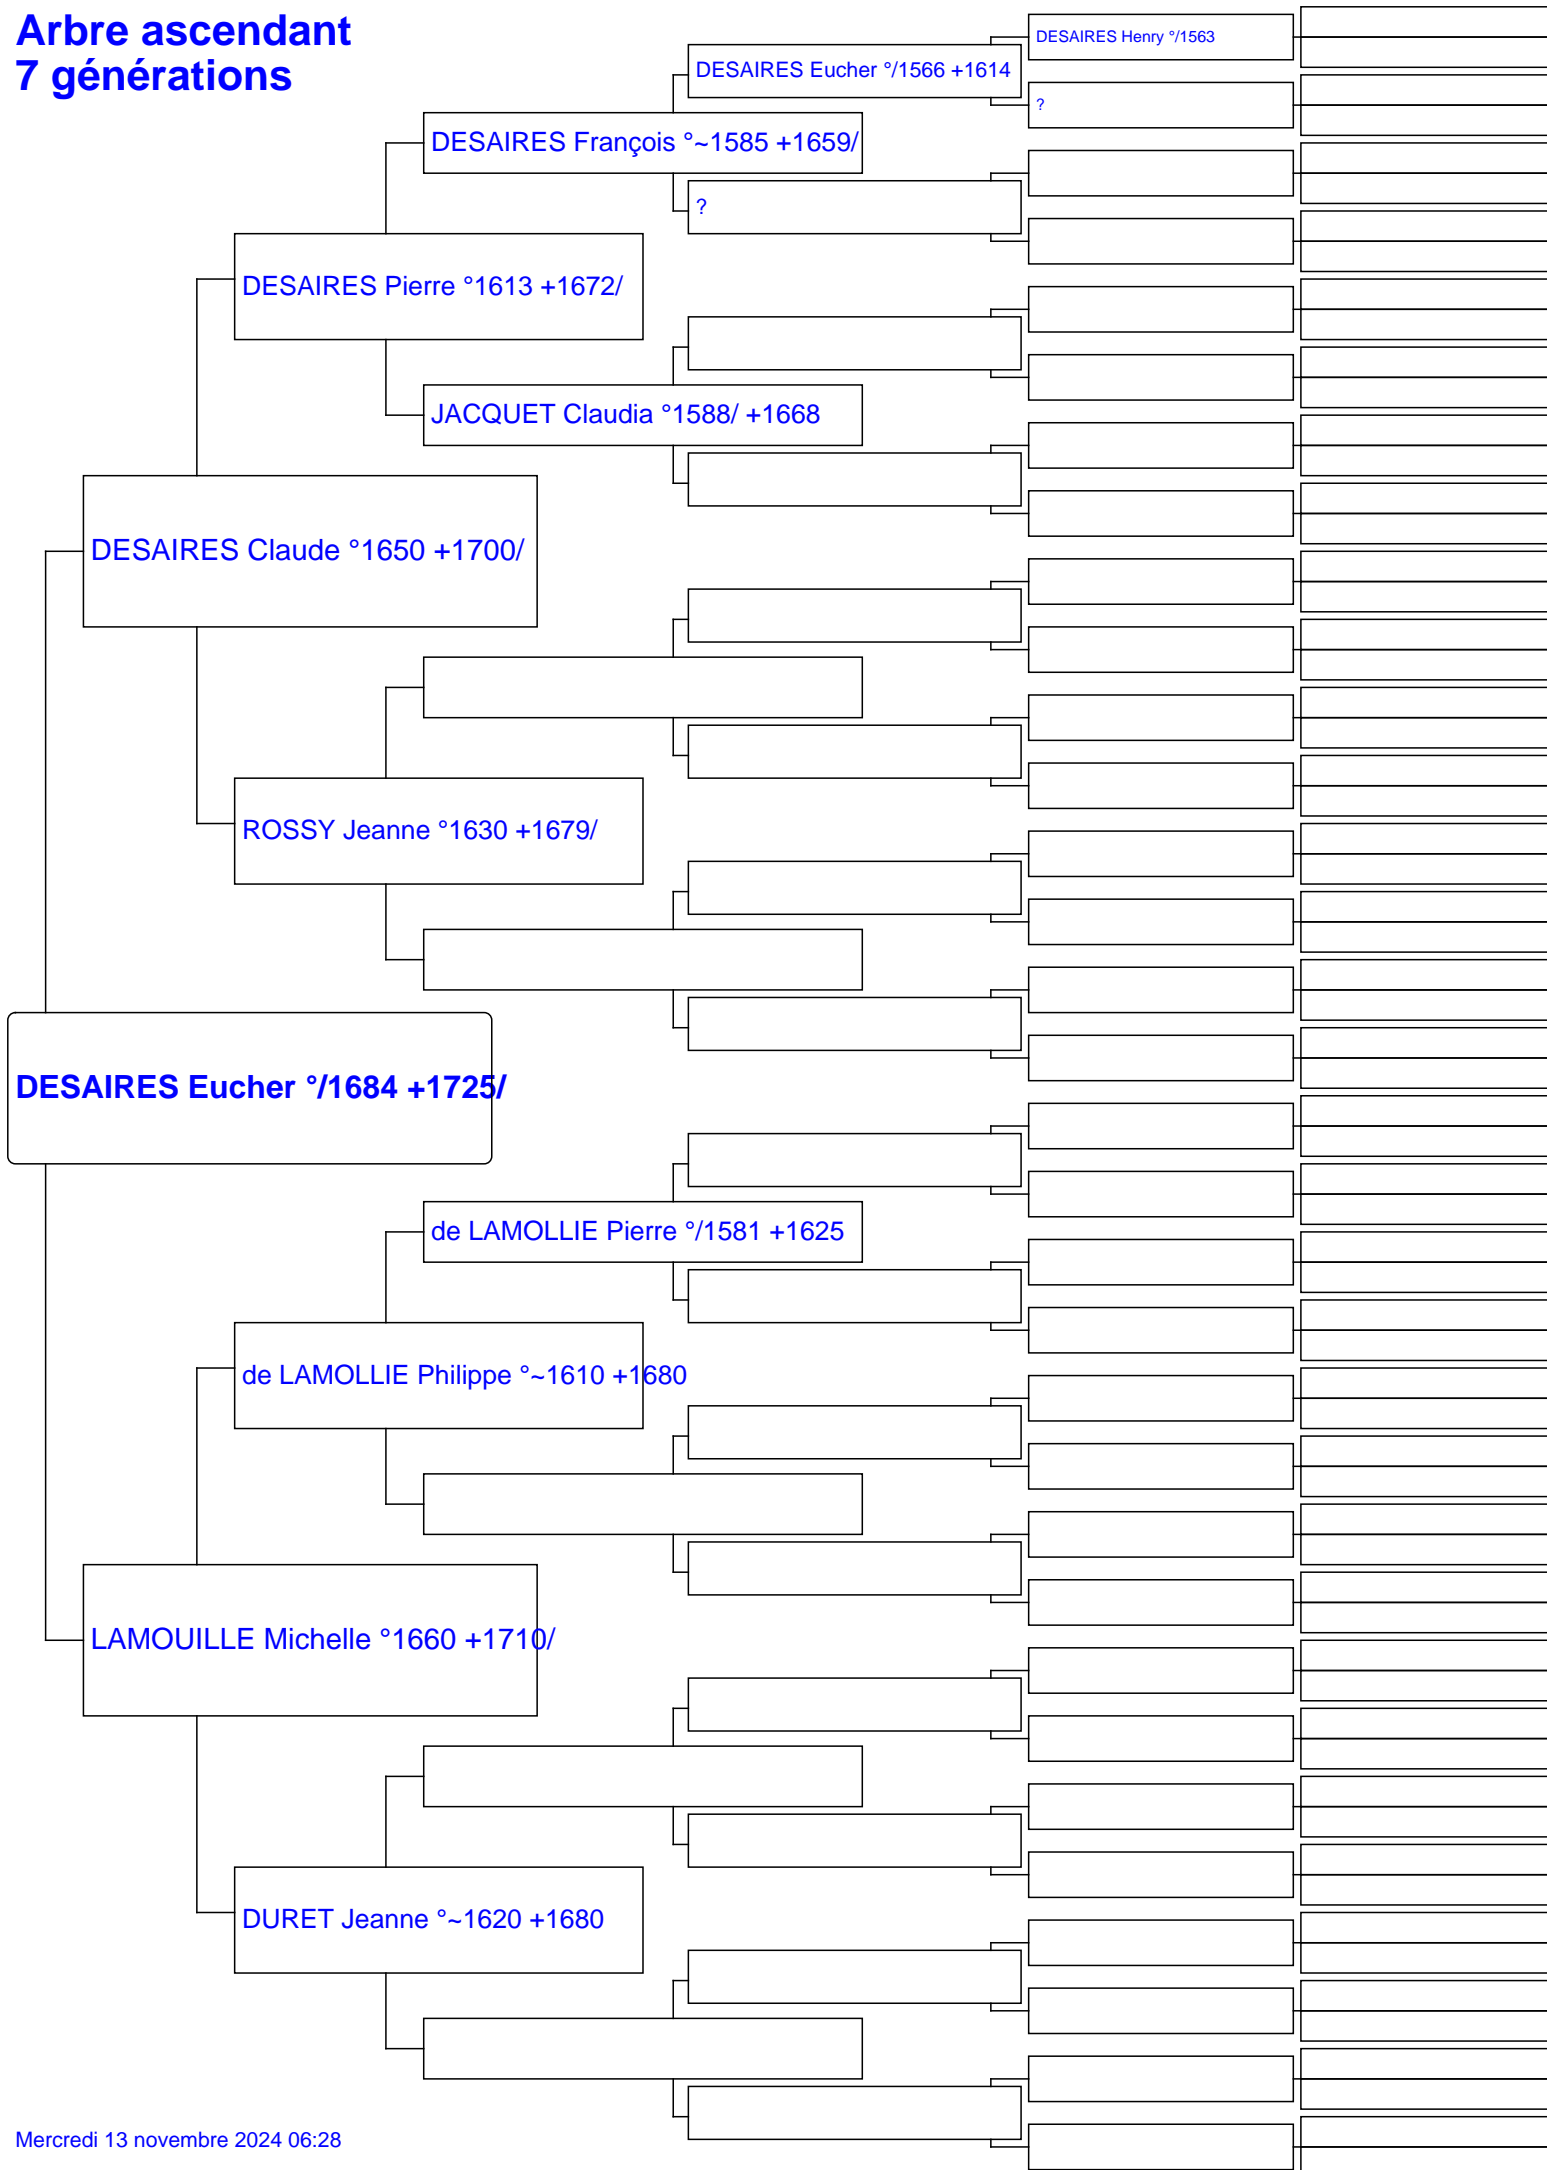 Arbre ascendant
7 générations
DESAIRES Henry °/1563
DESAIRES Eucher °/1566 +1614
?
DESAIRES François °~1585 +1659/
?
DESAIRES Pierre °1613 +1672/
JACQUET Claudia °1588/ +1668
DESAIRES Claude °1650 +1700/
ROSSY Jeanne °1630 +1679/
DESAIRES Eucher °/1684 +1725/
de LAMOLLIE Pierre °/1581 +1625
de LAMOLLIE Philippe °~1610 +1680
LAMOUILLE Michelle °1660 +1710/
DURET Jeanne °~1620 +1680
Mercredi 13 novembre 2024 06:28